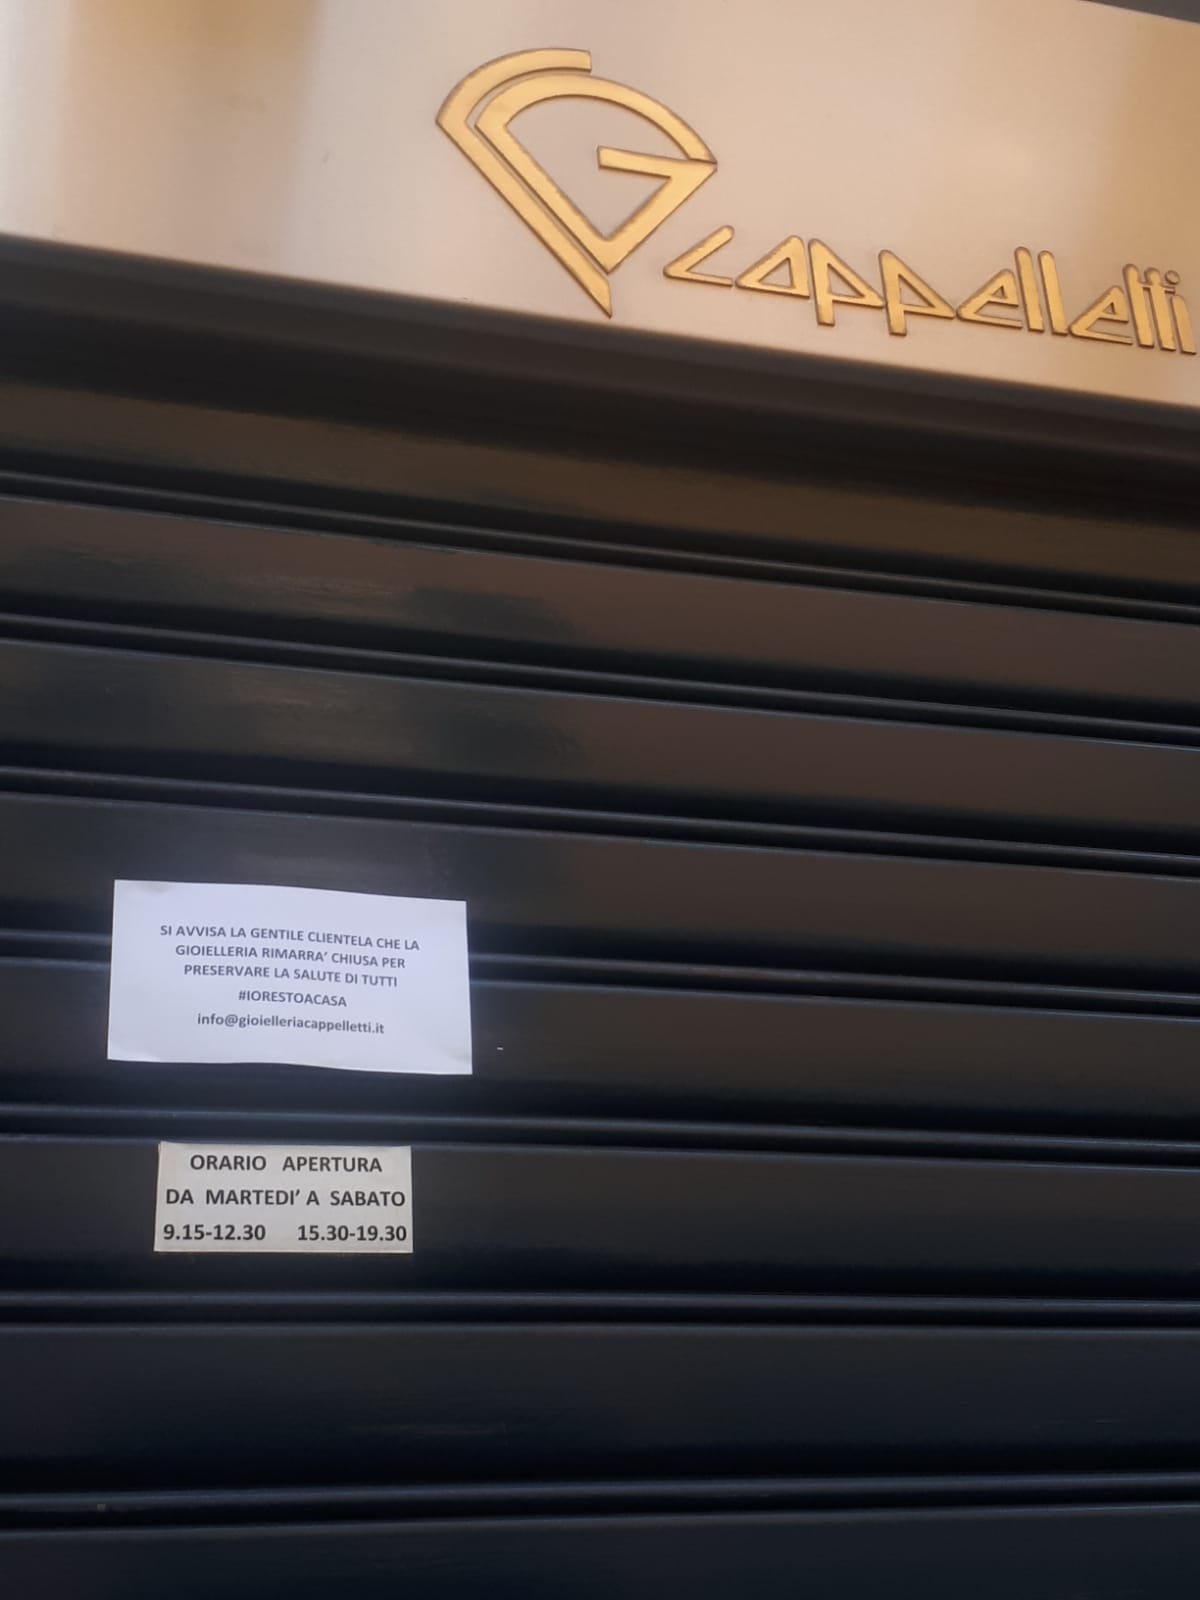 G
cappelletti
SI AVVISA LA GENTILE CLIENTELA CHE LA
GIOIELLERIA RIMARRA' CHIUSA PER
PRESERVARE LA SALUTE DI TUTTI
#IORESTOACASA
info@gioielleriacappelletti.it
ORARIO APERTURA
DA MARTEDI' A SABATO
9.15-12.30 15.30-19.30